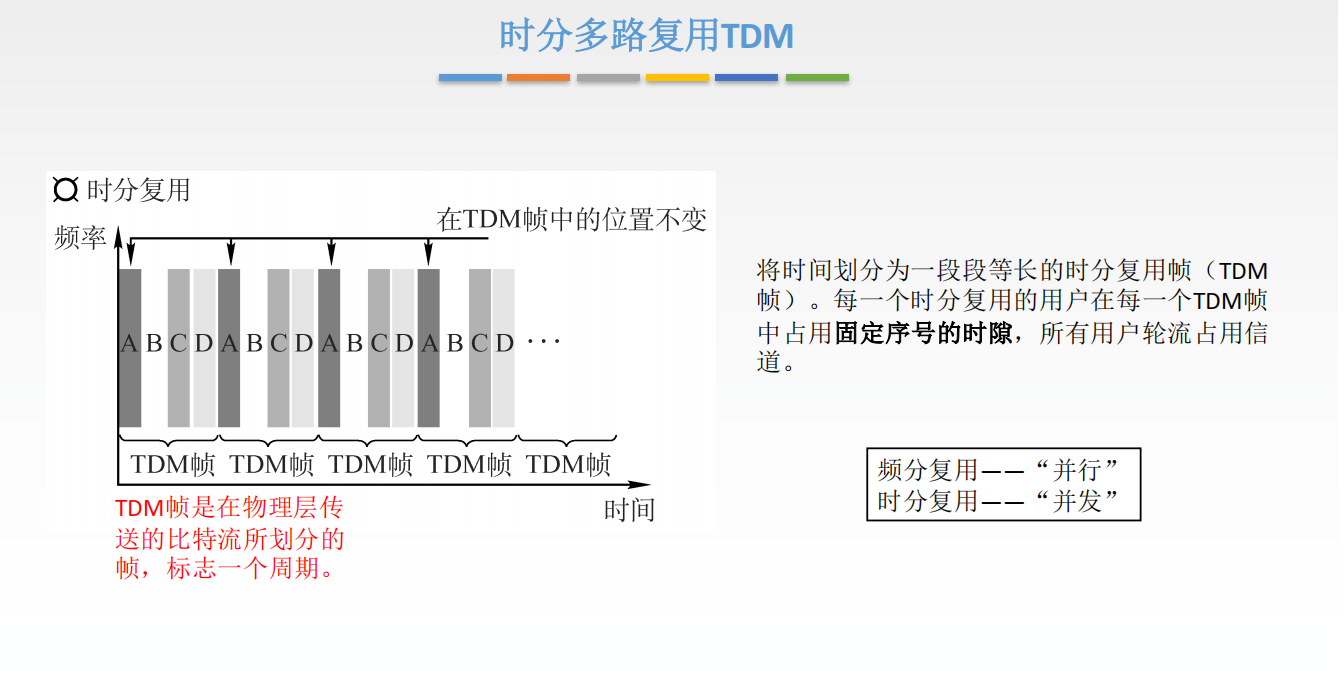 时分多路复用TDM
¤ 时分复用
在TDM帧中的位置不变
频率
A B C D A B C D A B C D A B C D ···
TDM帧 TDM帧 TDM帧 TDM帧 TDM帧
时间
TDM帧是在物理层传
送的比特流所划分的
帧，标志一个周期。
将时间划分为一段段等长的时分复用帧（TDM
帧）。每一个时分复用的用户在每一个TDM帧
中占用固定序号的时隙，所有用户轮流占用信
道。
频分复用——“并行”
时分复用——“并发”